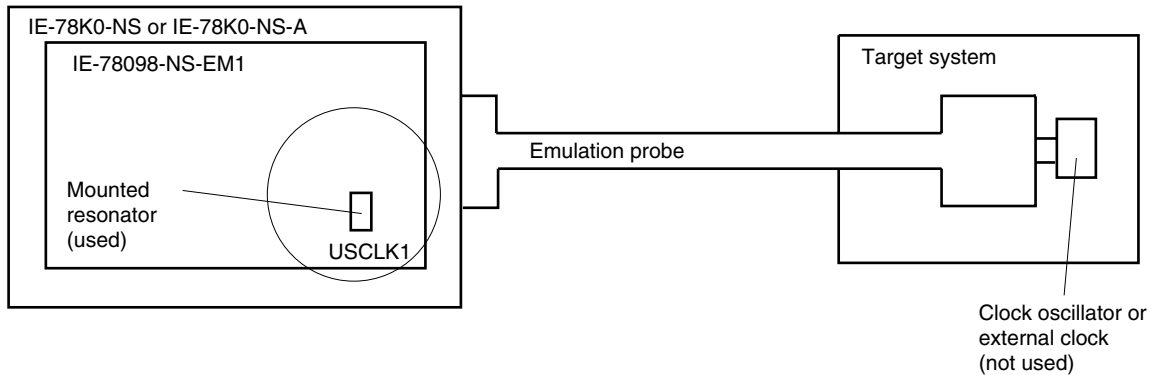 IE-78K0-NS or IE-78K0-NS-A
IE-78098-NS-EM1
Mounted
resonator
(used)
USCLK1
Emulation probe
Target system
Clock oscillator or
external clock
(not used)